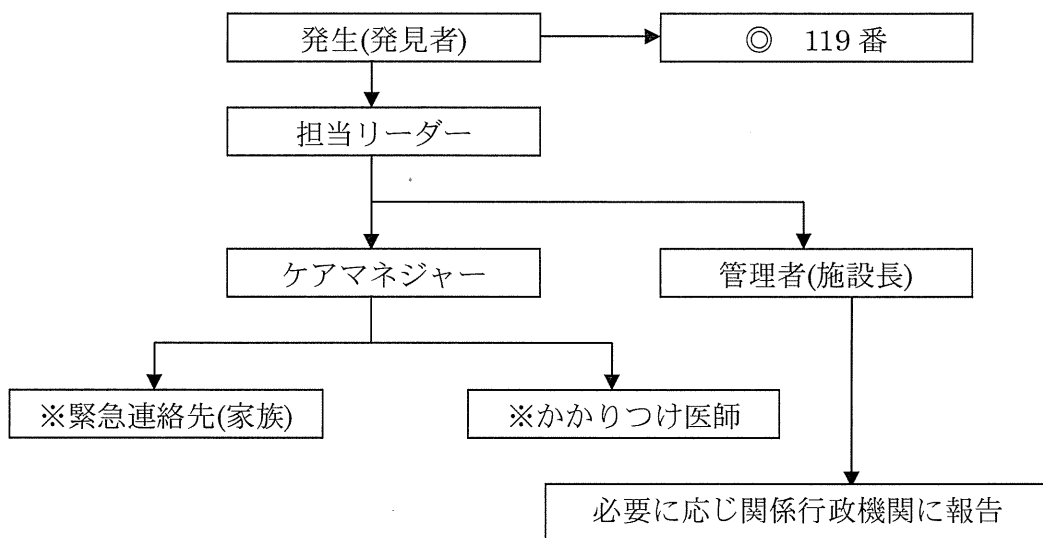 発生(発見者)
◎　119番
担当リーダー
ケアマネジャー
管理者(施設長)
※緊急連絡先(家族)
※かかりつけ医師
必要に応じ関係行政機関に報告